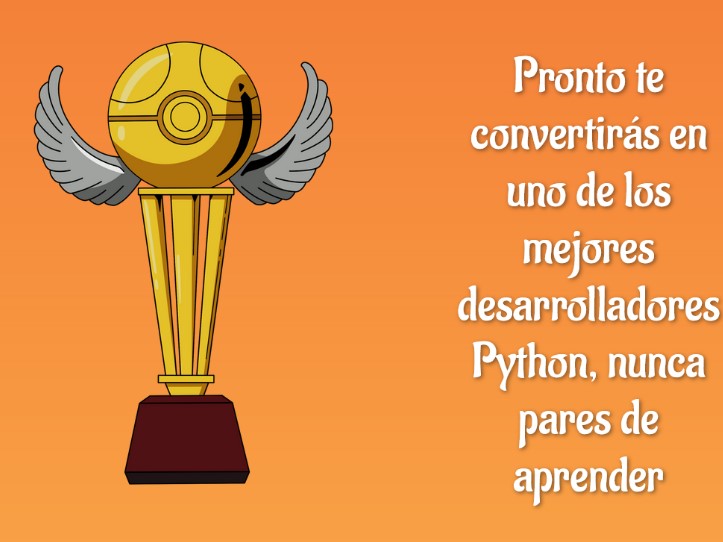 Pronto te
convertirás en
uno de los
mejores
desarrolladores
Python, nunca
pares de
aprender